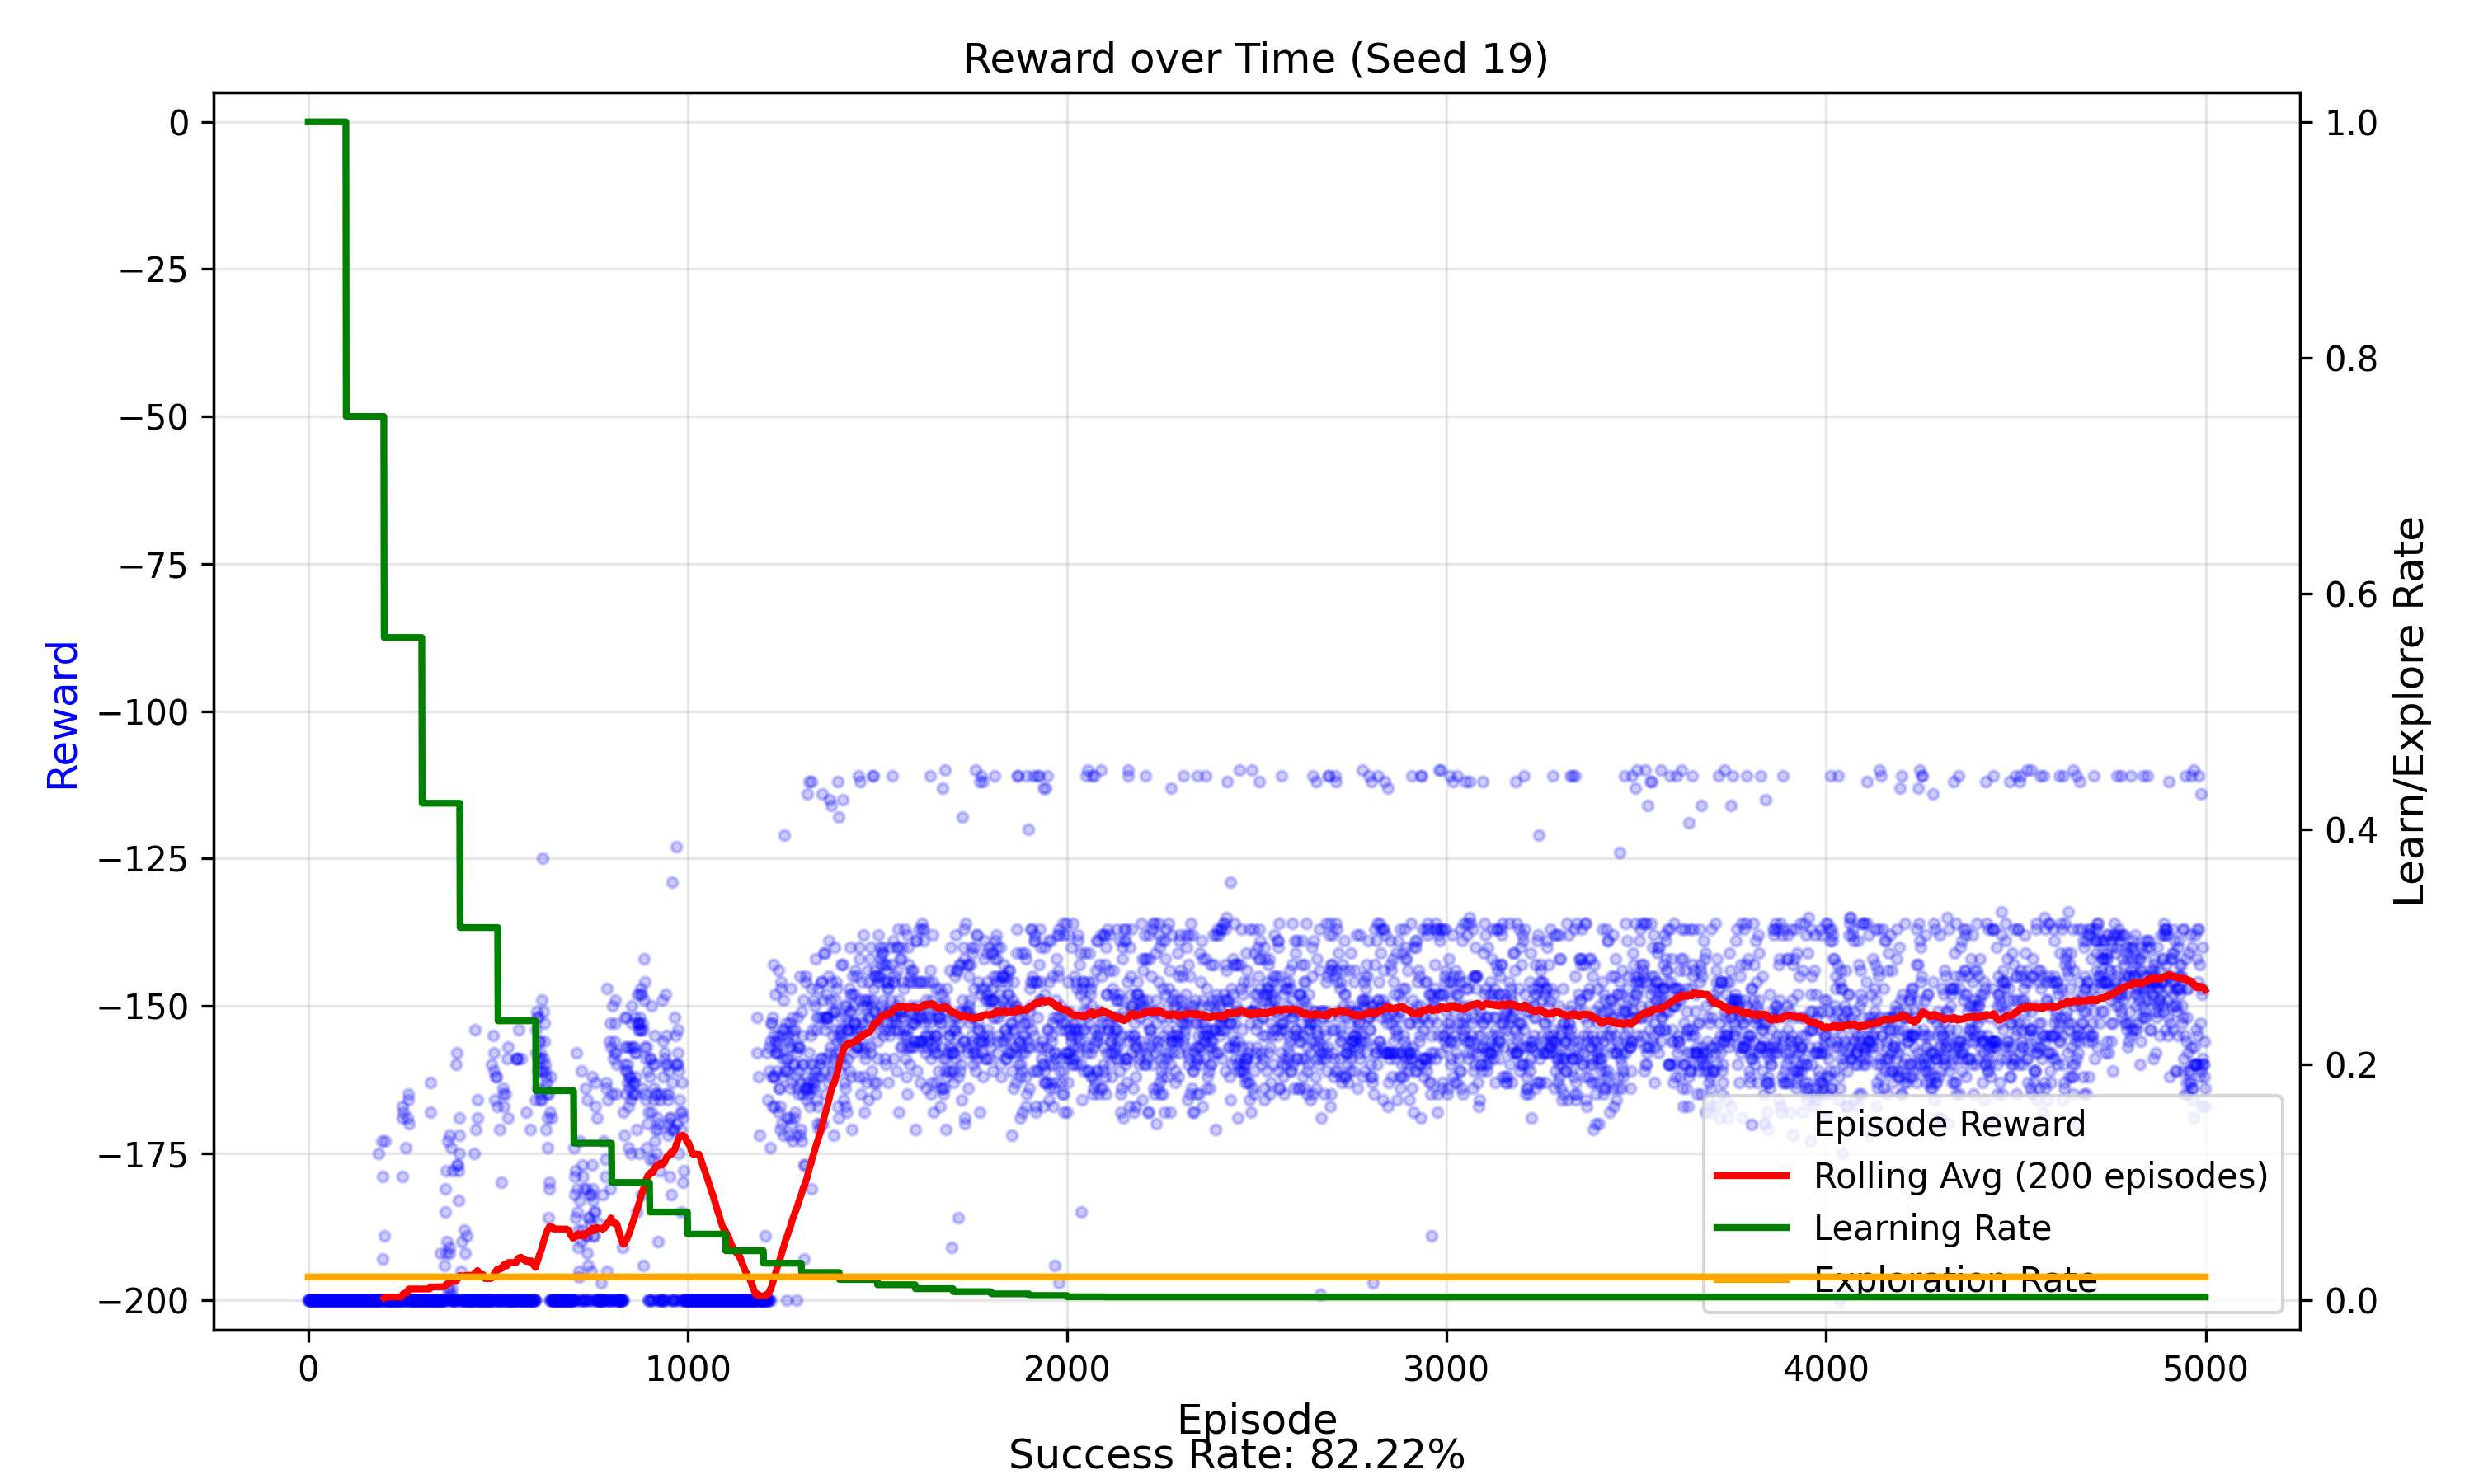 Reward over Time (Seed 19)
0
−25
−50
−75
−100
−125
−150
−175
−200
Reward
1.0
0.8
0.6
0.4
0.2
0.0
Learn/Explore Rate
Episode Reward
Rolling Avg (200 episodes)
Learning Rate
Exploration Rate
0 1000 2000 3000 4000 5000
Episode
Success Rate: 82.22%